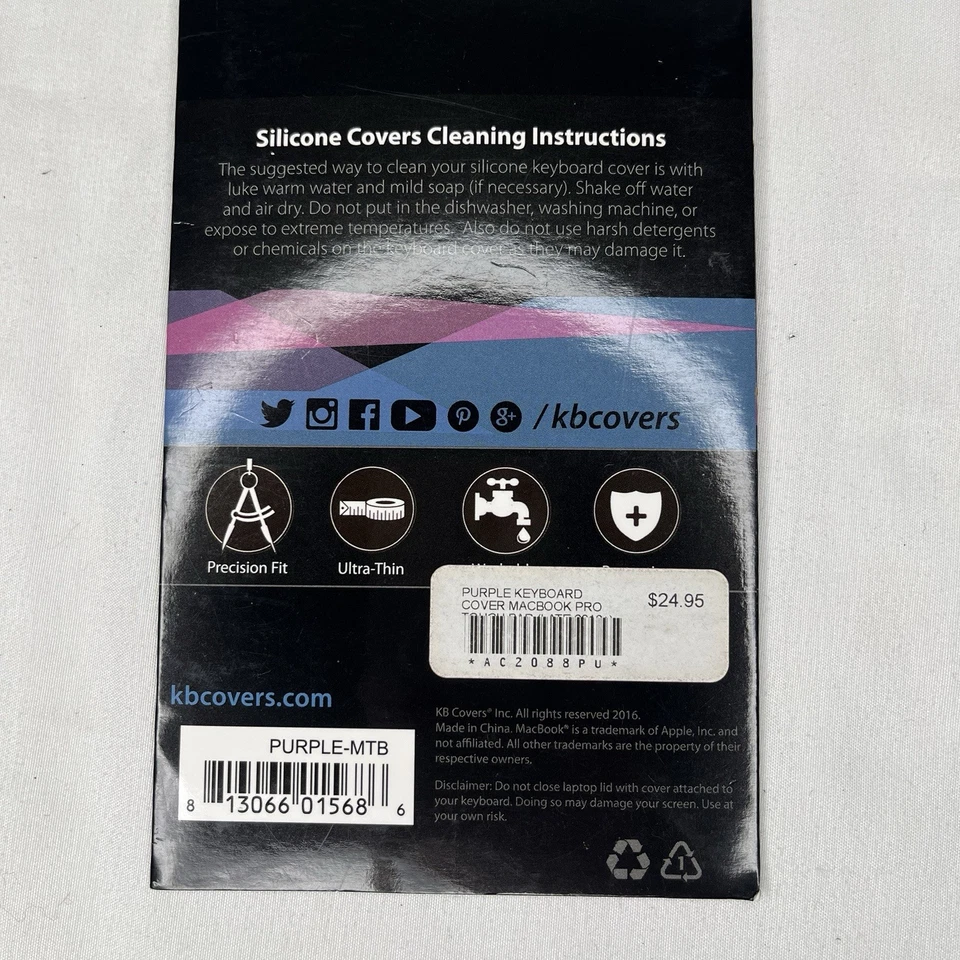 Silicone Covers Cleaning Instructions
The suggested way to clean your silicone keyboard cover is with
luke warm water and mild soap (if necessary). Shake off water
and air dry. Do not put in the dishwasher, washing machine, or
expose to extreme temperatures. Also do not use harsh detergents
or chemicals on the keyboard cover as they may damage it.
g+ /kbcovers
Precision Fit
Ultra-Thin
PURPLE KEYBOARD
COVER MACBOOK PRO
$24.95
*AC2088PU*
kbcovers.com
KB Covers® Inc. All rights reserved 2016.
Made in China. MacBook® is a trademark of Apple, Inc. and
not affiliated. All other trademarks are the property of their
respective owners.
PURPLE-MTB
8 13066 01568 6
Disclaimer: Do not close laptop lid with cover attached to
your keyboard. Doing so may damage your screen. Use at
your own risk.
1